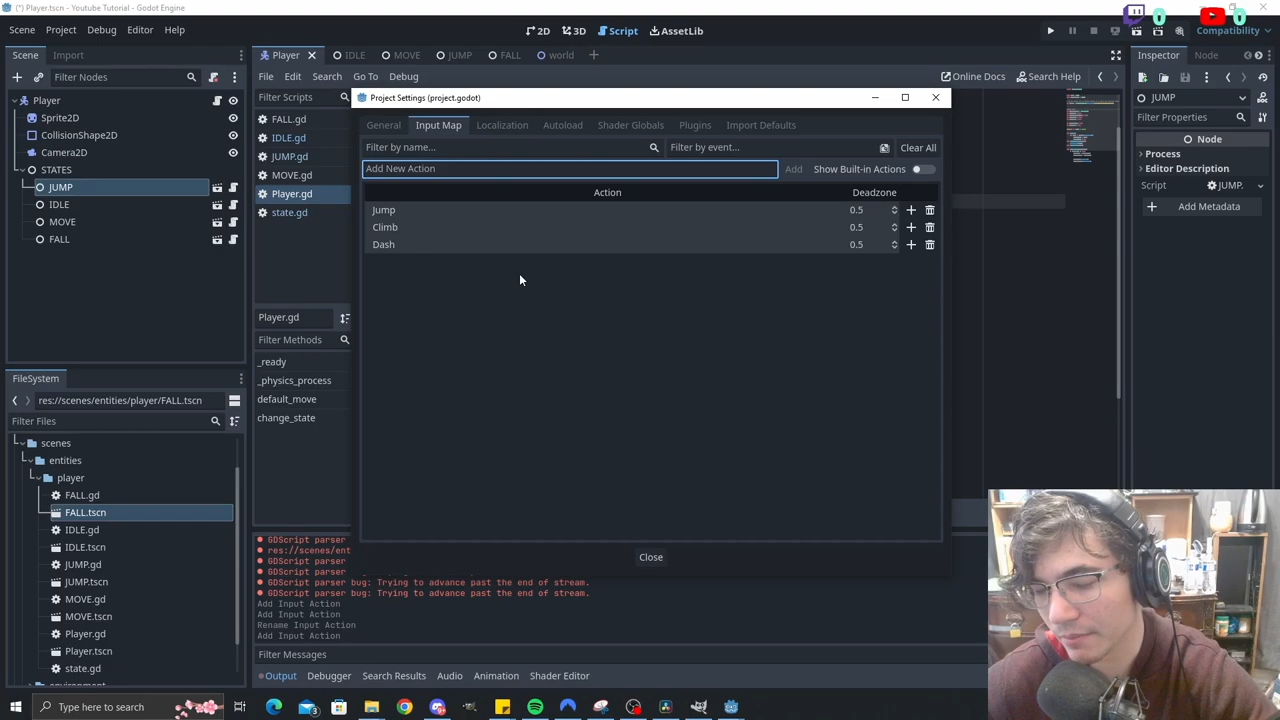 (*) Player.tscn - Youtube Tutorial - Godot Engine
0
0
Scene Project Debug Editor Help
2D 3D Script AssetLib
Compatibility
Scene Import
Player IDLE MOVE JUMP FALL world
Inspector Node
Filter Nodes
File Edit Search Go To Debug
Online Docs Search Help
Filter Scripts
Project Settings (project.godot)
JUMP
Player
Sprite2D
CollisionShape2D
Camera2D
STATES
JUMP
IDLE
MOVE
FALL
FALL.gd
IDLE.gd
JUMP.gd
MOVE.gd
Player.gd
state.gd
General Input Map Localization Autoload Shader Globals Plugins Import Defaults
Filter by name... Filter by event... Clear All
Add New Action Add Show Built-in Actions
Action Deadzone
Jump 0.5
Climb 0.5
Dash 0.5
Close
Filter Properties
Node
Process
Editor Description
Script JUMP.
Add Metadata
Player.gd
Filter Methods
_ready
_physics_process
default_move
change_state
FileSystem
res://scenes/entities/player/FALL.tscn
Filter Files
scenes
entities
player
FALL.gd
FALL.tscn
IDLE.gd
IDLE.tscn
JUMP.gd
JUMP.tscn
MOVE.gd
MOVE.tscn
Player.gd
Player.tscn
state.gd
GDScript parser
res://scenes/ent
GDScript parser
GDScript parser
GDScript parser bug: Trying to advance past the end of stream.
GDScript parser bug: Trying to advance past the end of stream.
Add Input Action
Add Input Action
Rename Input Action
Add Input Action
Filter Messages
Output Debugger Search Results Audio Animation Shader Editor
Type here to search